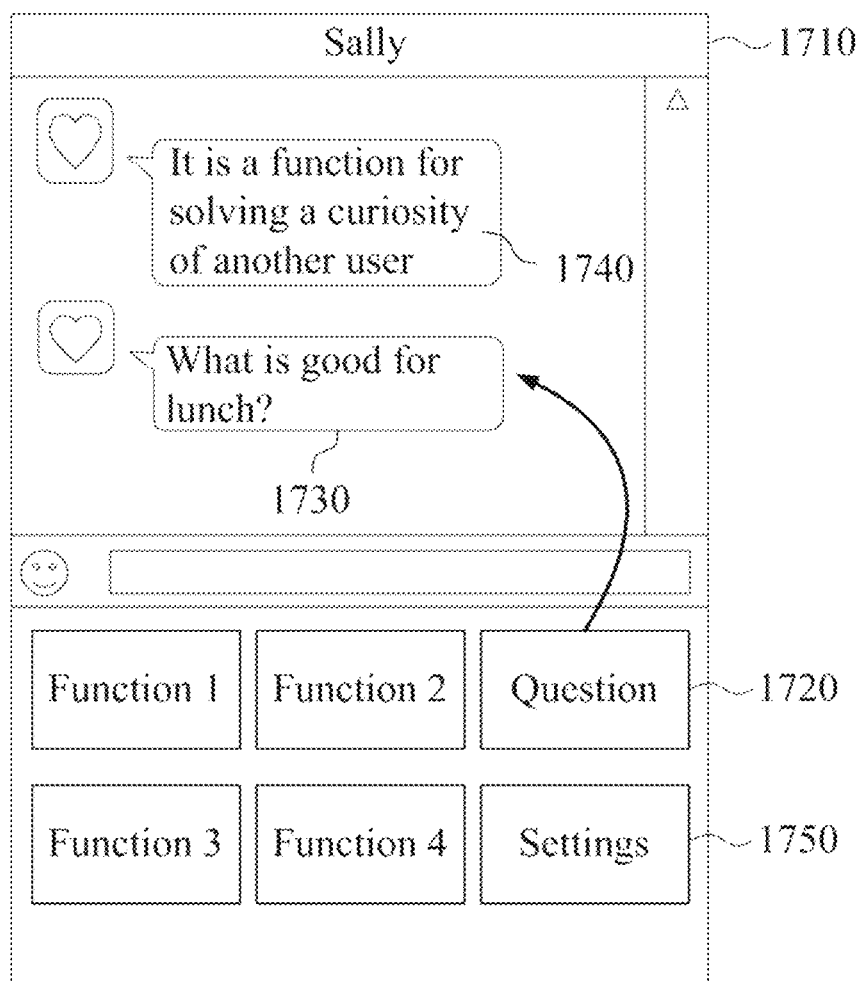 Sally
1710
It is a function for
solving a curiosity
of another user
1740
What is good for
lunch?
1730
Function 1
Function 2
Question
1720
Function 3
Function 4
Settings
1750